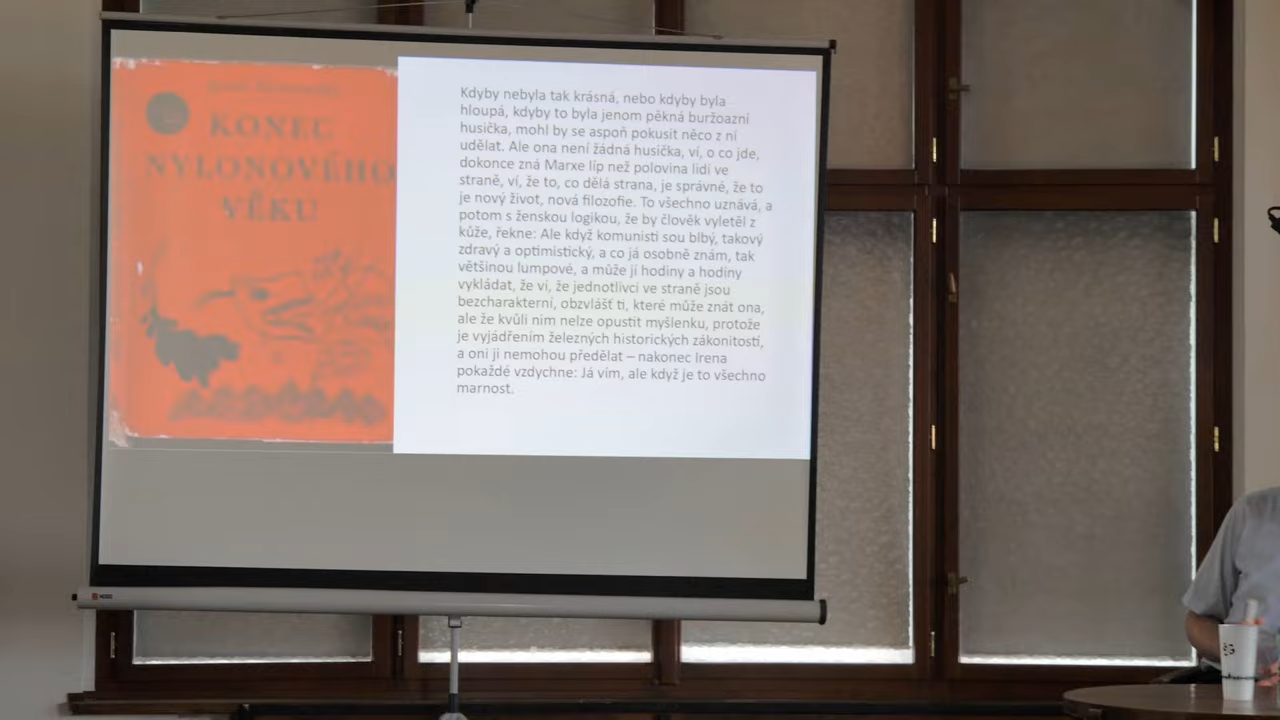 KONEC
NYLONOVÉHO
VĚKU
Kdyby nebyla tak krásná, nebo kdyby byla
hloupá, kdyby to byla jenom pěkná buržoazní
husička, mohl by se aspoň pokusit něco z ní
udělat. Ale ona není žádná husička, ví, o co jde,
dokonce zná Marxe líp než polovina lidí ve
straně, ví, že to, co dělá strana, je správné, že to
je nový život, nová filozofie. To všechno uznává, a
potom s ženskou logikou, že by člověk vyletěl z
kůže, řekne: Ale když komunisti sou blbý, takový
zdravý a optimistický, a co já osobně znám, tak
většinou lumpové, a může jí hodiny a hodiny
vykládat, že ví, že jednotlivci ve straně jsou
bezcharakterní, obzvlášť ti, které může znát ona,
ale že kvůli nim nelze opustit myšlenku, protože
je vyjádřením železných historických zákonitostí,
a oni ji nemohou předělat – nakonec Irena
pokaždé vzdychne: Já vím, ale když je to všechno
marnost.